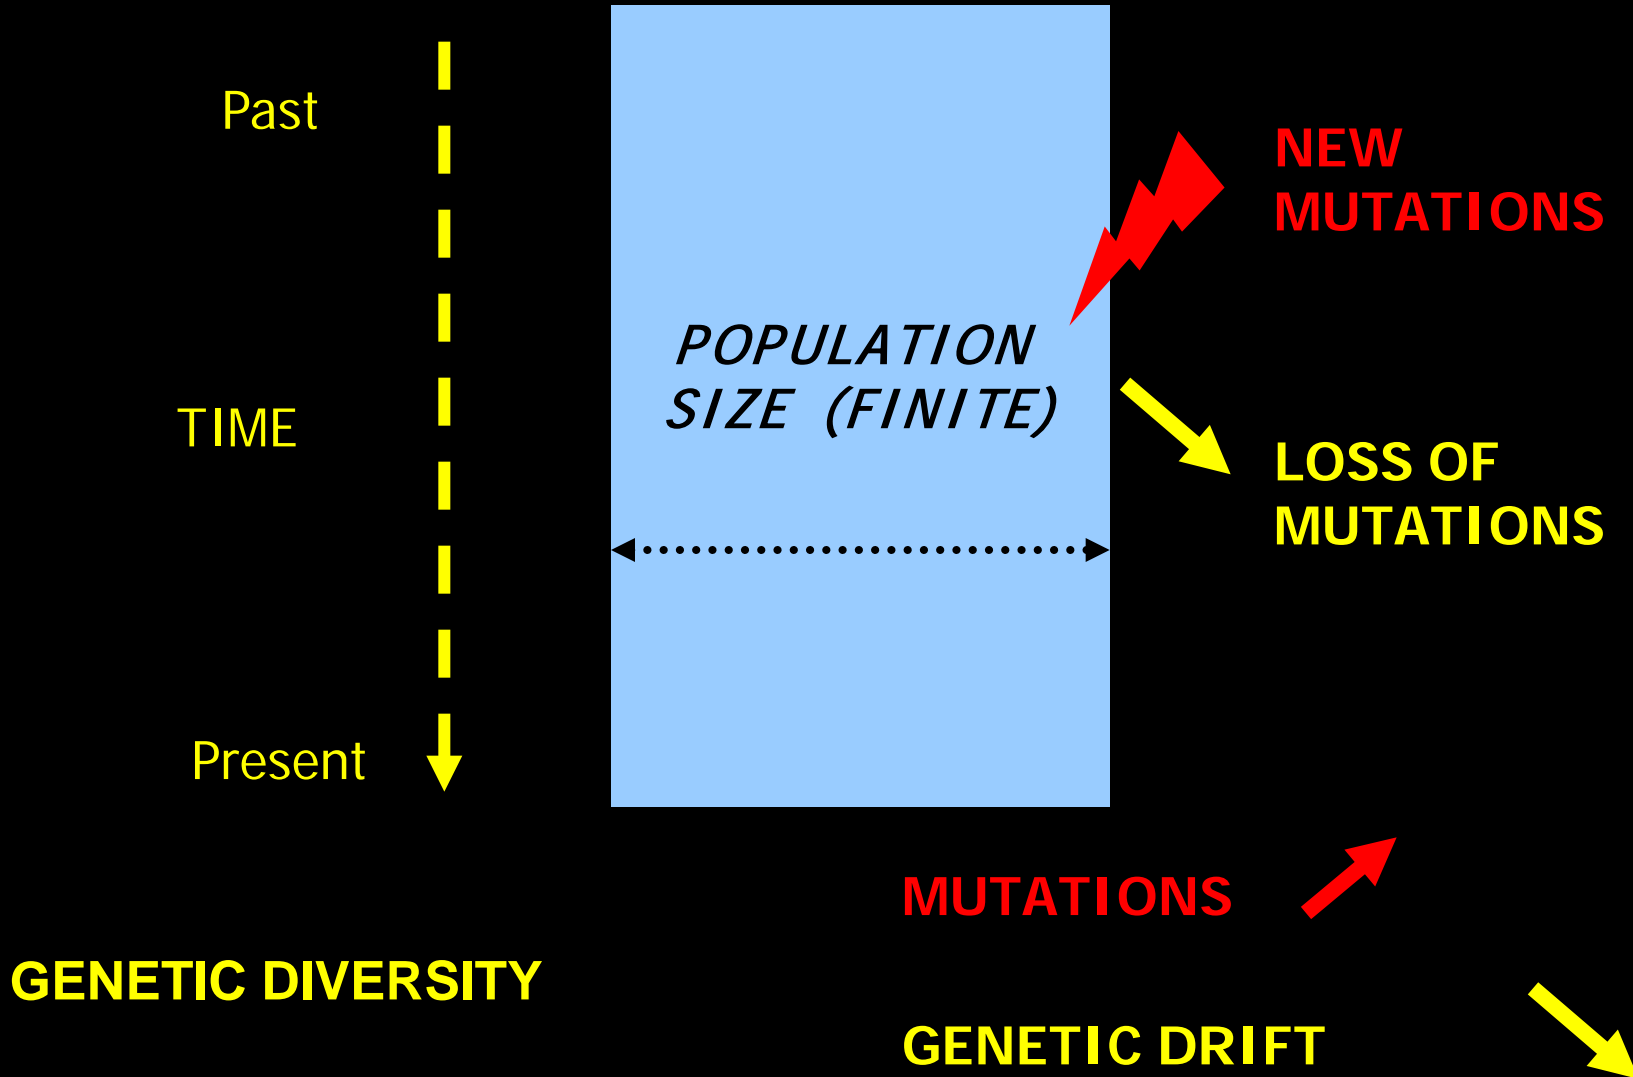 Past
NEW
MUTATIONS
POPULATION
SIZE (FINITE)
TIME
LOSS OF
MUTATIONS
Present
MUTATIONS
GENETIC DIVERSITY
GENETIC DRIFT